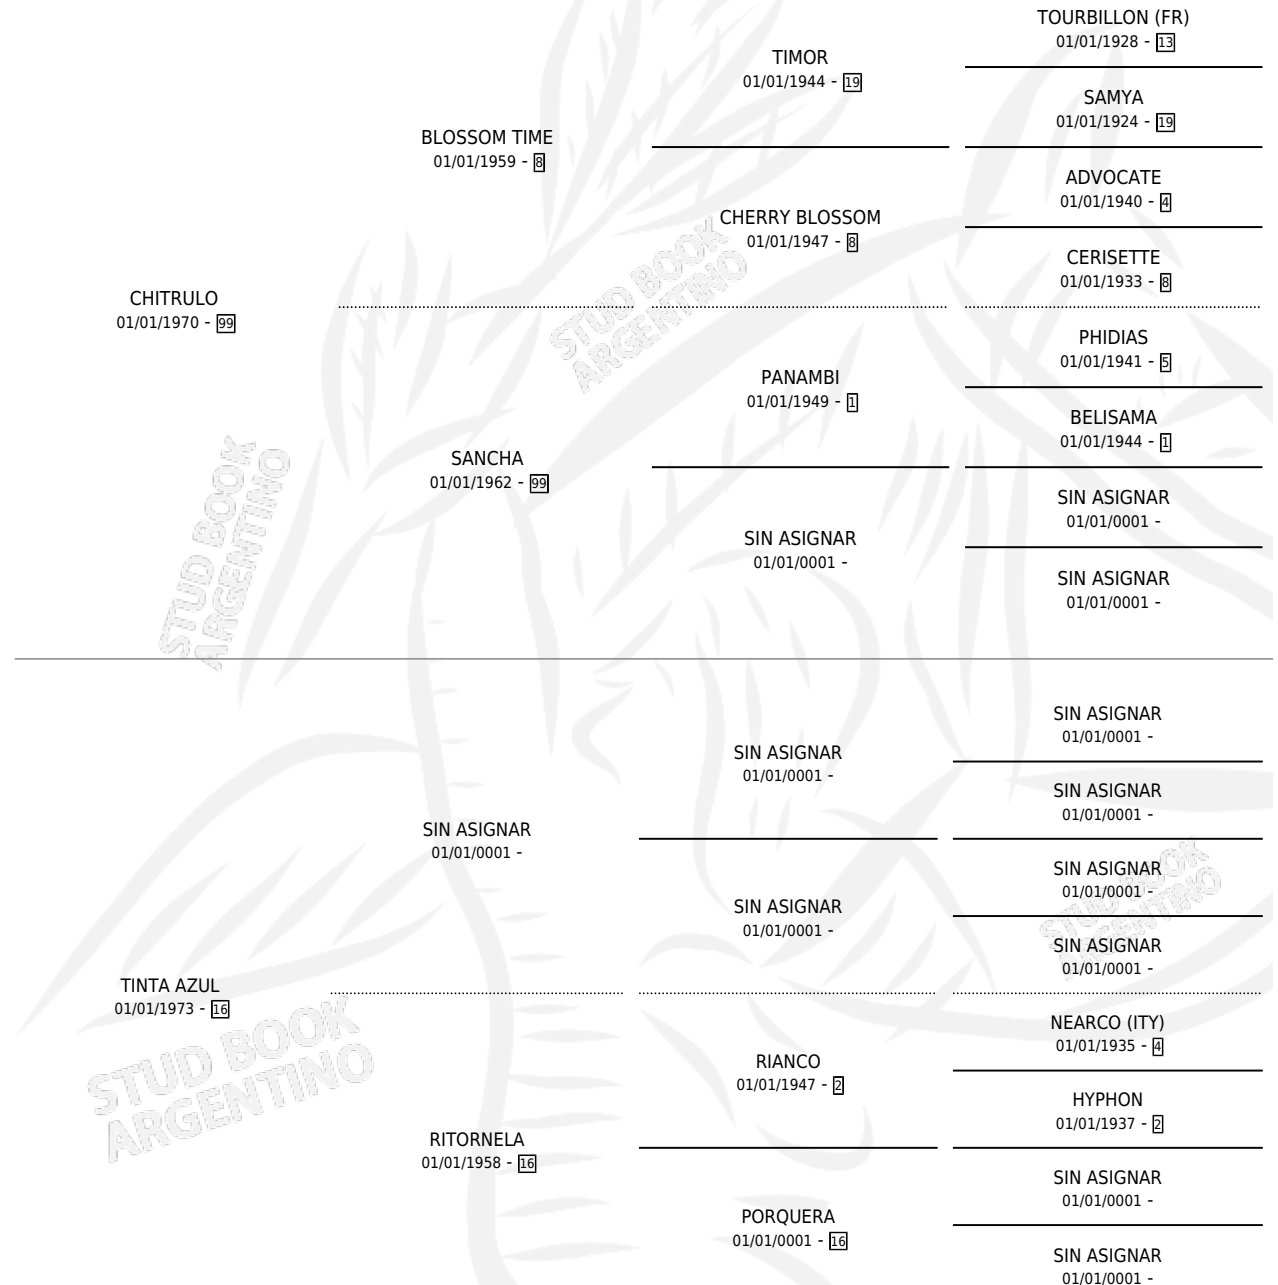 TOURBILLON (FR)
01/01/1928 - 13
TIMOR
01/01/1944 - 19
SAMYA
01/01/1924 - 19
BLOSSOM TIME
01/01/1959 - 8
ADVOCATE
01/01/1940 - 4
CHERRY BLOSSOM
01/01/1947 - 8
CERISETTE
01/01/1933 - 8
CHITRULO
01/01/1970 - 99
PHIDIAS
01/01/1941 - 5
PANAMBI
01/01/1949 - 1
BELISAMA
01/01/1944 - 1
SANCHA
01/01/1962 - 99
SIN ASIGNAR
01/01/0001 -
SIN ASIGNAR
01/01/0001 -
SIN ASIGNAR
01/01/0001 -
SIN ASIGNAR
01/01/0001 -
SIN ASIGNAR
01/01/0001 -
SIN ASIGNAR
01/01/0001 -
SIN ASIGNAR
01/01/0001 -
SIN ASIGNAR
01/01/0001 -
SIN ASIGNAR
01/01/0001 -
SIN ASIGNAR
01/01/0001 -
TINTA AZUL
01/01/1973 - 16
NEARCO (ITY)
01/01/1935 - 4
RIANCO
01/01/1947 - 2
HYPHON
01/01/1937 - 2
RITORNELA
01/01/1958 - 16
SIN ASIGNAR
01/01/0001 -
PORQUERA
01/01/0001 - 16
SIN ASIGNAR
01/01/0001 -
STUD BOOK
ARGENTINO
STUD BOOK
ARGENTINO
STUD BOOK
ARGENTINO
STUD BOOK
ARGENTINO